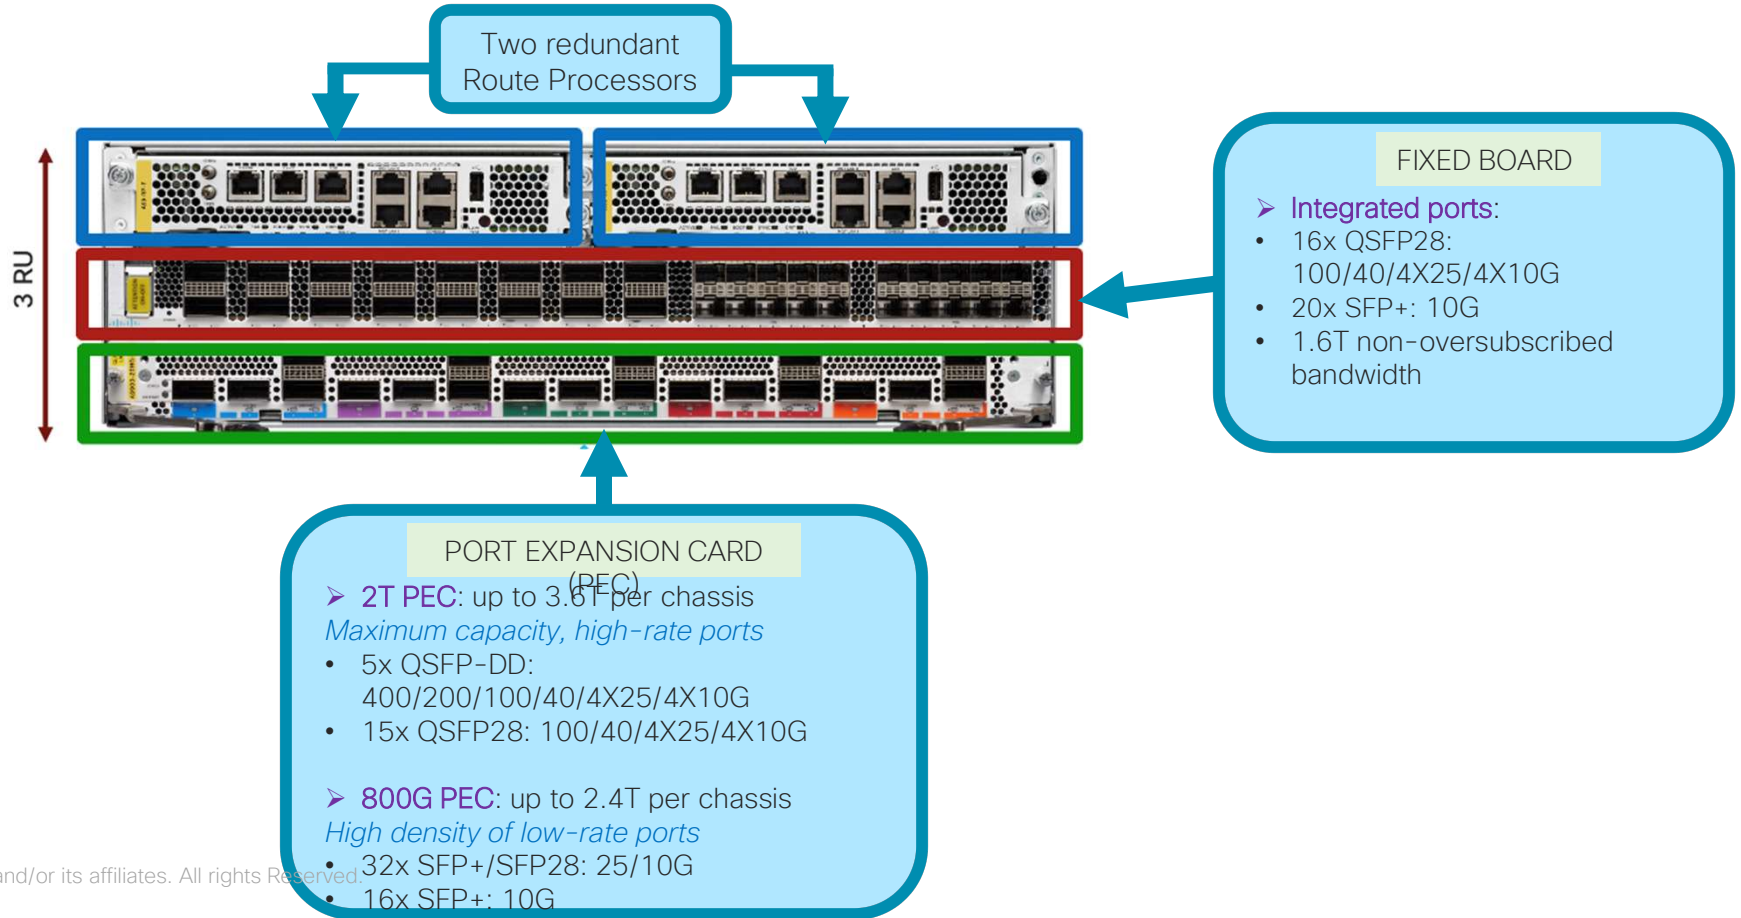 Two redundant
Route Processors
3 RU
FIXED BOARD
➢ Integrated ports:
• 16x QSFP28:
100/40/4X25/4X10G
• 20x SFP+: 10G
• 1.6T non-oversubscribed
bandwidth
PORT EXPANSION CARD
(PEC)
➢ 2T PEC: up to 3.6T per chassis
Maximum capacity, high-rate ports
• 5x QSFP-DD:
400/200/100/40/4X25/4X10G
• 15x QSFP28: 100/40/4X25/4X10G
➢ 800G PEC: up to 2.4T per chassis
High density of low-rate ports
• 32x SFP+/SFP28: 25/10G
• 16x SFP+: 10G
and/or its affiliates. All rights Reserved.